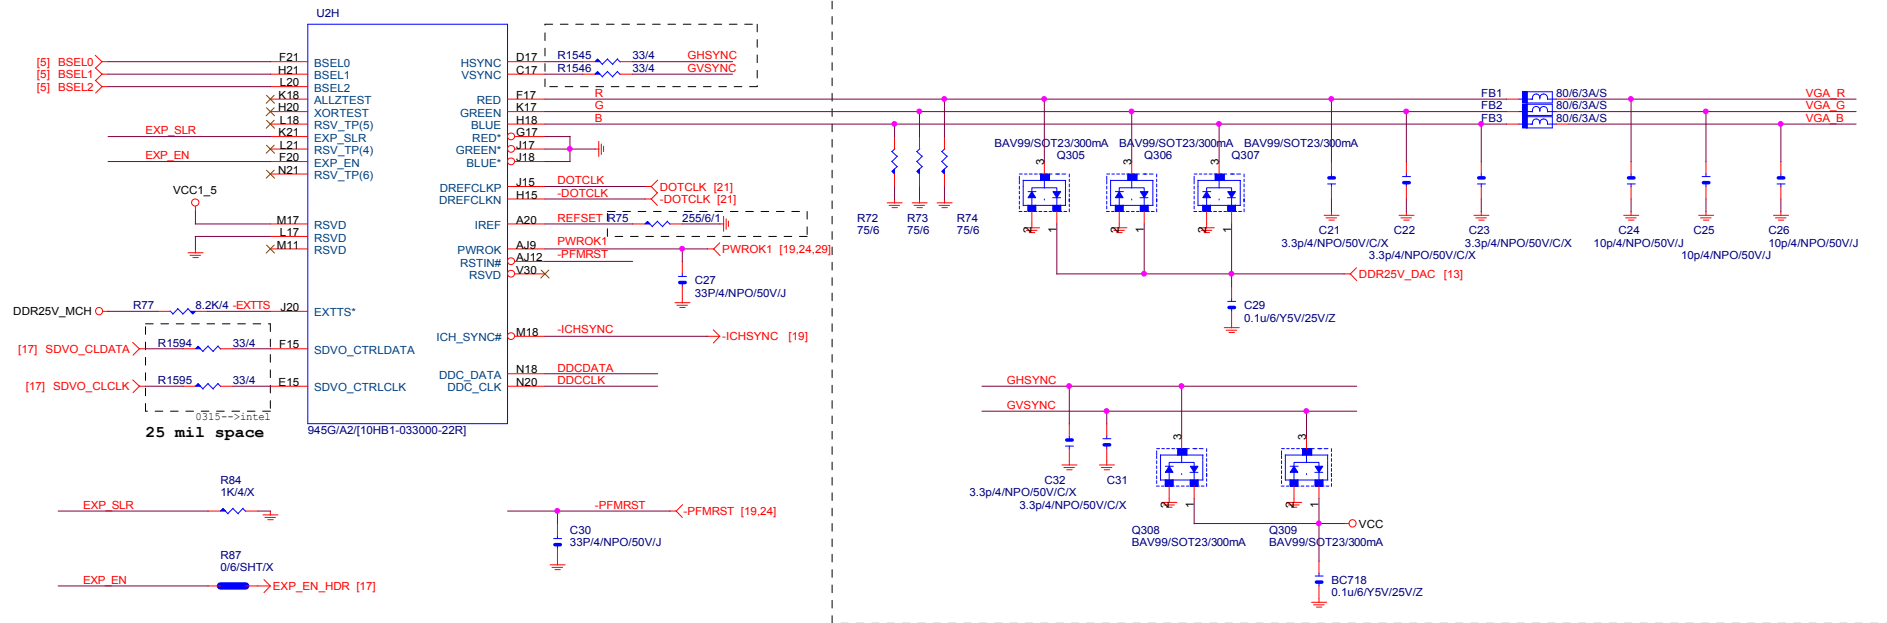 U2H
[5] BSEL0 F21 BSEL0
[5] BSEL1 H21 BSEL1
[5] BSEL2 L20 BSEL2
K18 ALLZTEST
H20 XORTEST
L18 RSV_TP(5)
EXP_SLR K21 EXP_SLR
L21 RSV_TP(4)
EXP_EN F20 EXP_EN
N21 RSV_TP(6)
VCC1_5
M17 RSVD
L17 RSVD
M11 RSVD
DDR25V_MCH R77 8.2K/4 -EXTTS J20 EXTTS*
[17] SDVO_CLDATA R1594 33/4 F15 SDVO_CTRLDATA
[17] SDVO_CLCLK R1595 33/4 E15 SDVO_CTRLCLK
0315-->intel
25 mil space
945G/A2/[10HB1-033000-22R]
HSYNC D17 R1545 33/4 GHSYNC
VSYNC C17 R1546 33/4 GVSYNC
RED F17 R
GREEN K17 G
BLUE H18 B
RED* G17
GREEN* J17
BLUE* J18
DREFCLKP J15 DOTCLK DOTCLK [21]
DREFCLKN H15 -DOTCLK -DOTCLK [21]
IREF A20 REFSET R75 255/6/1
PWROK AJ9 PWROK1 PWROK1 [19,24,29]
RSTIN# AJ12 -PFMRST
RSVD V30
C27
33P/4/NPO/50V/J
ICH_SYNC# M18 -ICHSYNC -ICHSYNC [19]
DDC_DATA N18 DDCDATA
DDC_CLK N20 DDCCLK
R84
1K/4/X
EXP_SLR
R87
0/6/SHT/X
EXP_EN EXP_EN_HDR [17]
-PFMRST -PFMRST [19,24]
C30
33P/4/NPO/50V/J
FB1 80/6/3A/S VGA_R
FB2 80/6/3A/S VGA_G
FB3 80/6/3A/S VGA_B
BAV99/SOT23/300mA BAV99/SOT23/300mA BAV99/SOT23/300mA
Q305 Q306 Q307
3 3 3
2 1 2 1 2 1
R72 R73 R74
75/6 75/6 75/6
C21 C22 C23 C24 C25 C26
3.3p/4/NPO/50V/C/X 3.3p/4/NPO/50V/C/X 10p/4/NPO/50V/J 10p/4/NPO/50V/J
3.3p/4/NPO/50V/C/X 10p/4/NPO/50V/J
DDR25V_DAC [13]
C29
0.1u/6/Y5V/25V/Z
GHSYNC
GVSYNC
3 3
C32 C31
3.3p/4/NPO/50V/C/X
3.3p/4/NPO/50V/C/X
2 1 2 1
VCC
Q308 Q309
BAV99/SOT23/300mA BAV99/SOT23/300mA
BC718
0.1u/6/Y5V/25V/Z